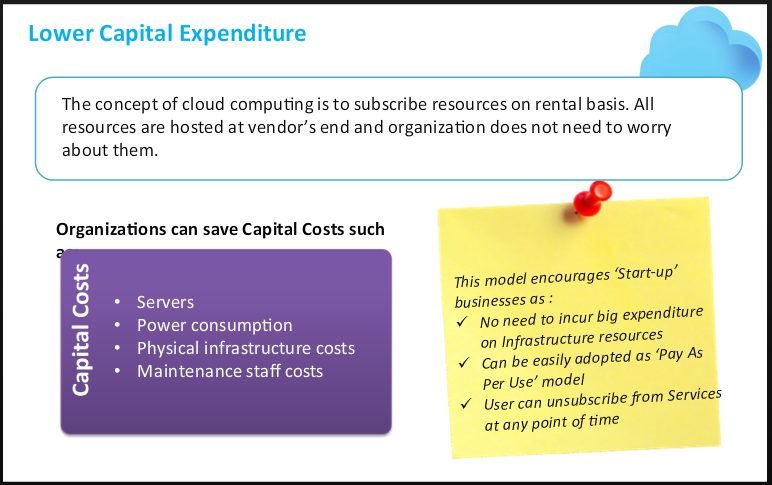 Lower Capital Expenditure
The concept of cloud computing is to subscribe resources on rental basis. All
resources are hosted at vendor’s end and organization does not need to worry
about them.
Organizations can save Capital Costs such
Capital Costs
• Servers
• Power consumption
• Physical infrastructure costs
• Maintenance staff costs
This model encourages ‘Start-up’
businesses as :
✓ No need to incur big expenditure
on Infrastructure resources
✓ Can be easily adopted as ‘Pay As
Per Use’ model
✓ User can unsubscribe from Services
at any point of time